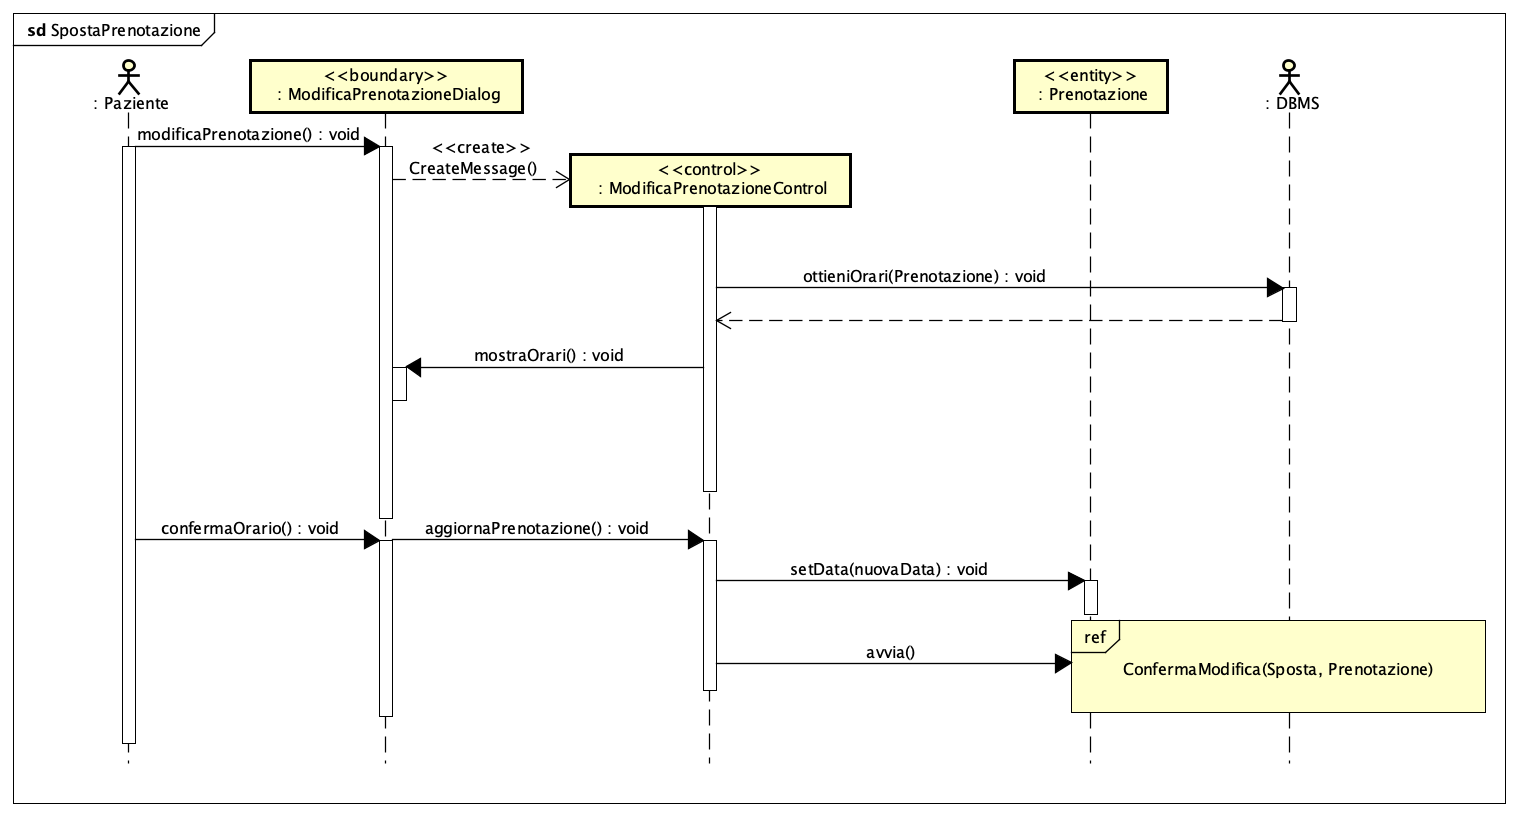 sd SpostaPrenotazione
: Paziente
<<boundary>>
: ModificaPrenotazioneDialog
<<entity>>
: Prenotazione
: DBMS
modificaPrenotazione() : void
<<create>>
CreateMessage()
<<control>>
: ModificaPrenotazioneControl
ottieniOrari(Prenotazione) : void
mostraOrari() : void
confermaOrario() : void
aggiornaPrenotazione() : void
setData(nuovaData) : void
ref
avvia()
ConfermaModifica(Sposta, Prenotazione)